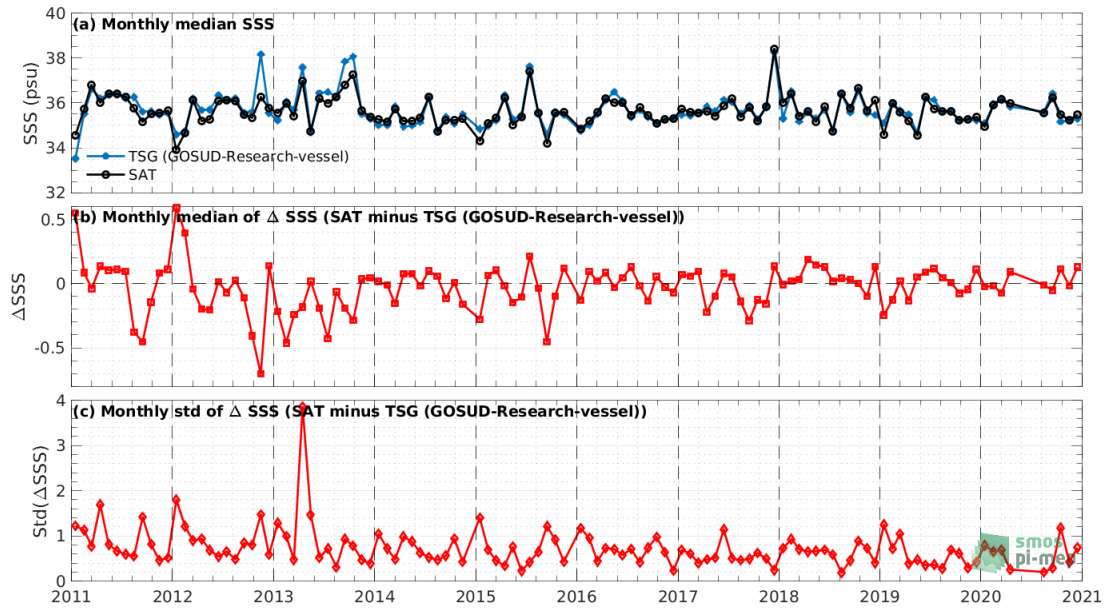 (a) Monthly median SSS
40
38
36
34
32
SSS (psu)
TSG (GOSUD-Research-vessel)
SAT
(b) Monthly median of Δ SSS (SAT minus TSG (GOSUD-Research-vessel))
0.5
0
-0.5
ΔSSS
(c) Monthly std of Δ SSS (SAT minus TSG (GOSUD-Research-vessel))
4
3
2
1
0
Std(ΔSSS)
smos
pi-mep
2011 2012 2013 2014 2015 2016 2017 2018 2019 2020 2021